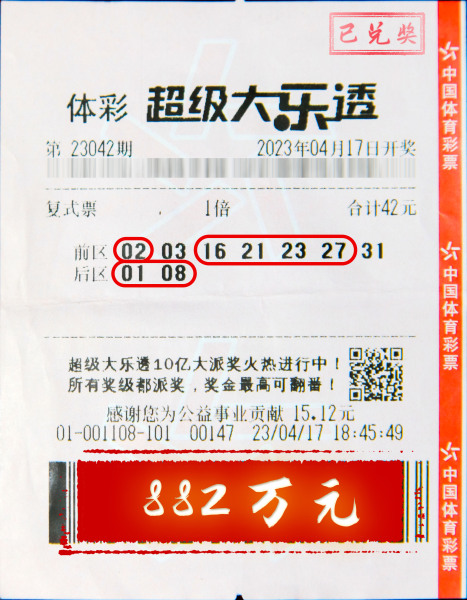 已兑奖
体彩 超级大乐透
第 23042期 2023年04月17日开奖
复式票 1倍 合计42元
前区 02 03 16 21 23 27 31
后区 01 08
超级大乐透10亿大派奖火热进行中！
所有奖级都派奖，奖金最高可翻番！
感谢您为公益事业贡献 15.12元
01-001108-101 00147 23/04/17 18:45:49
882万元
中国体育彩票
中国体育彩票
中国体育彩票